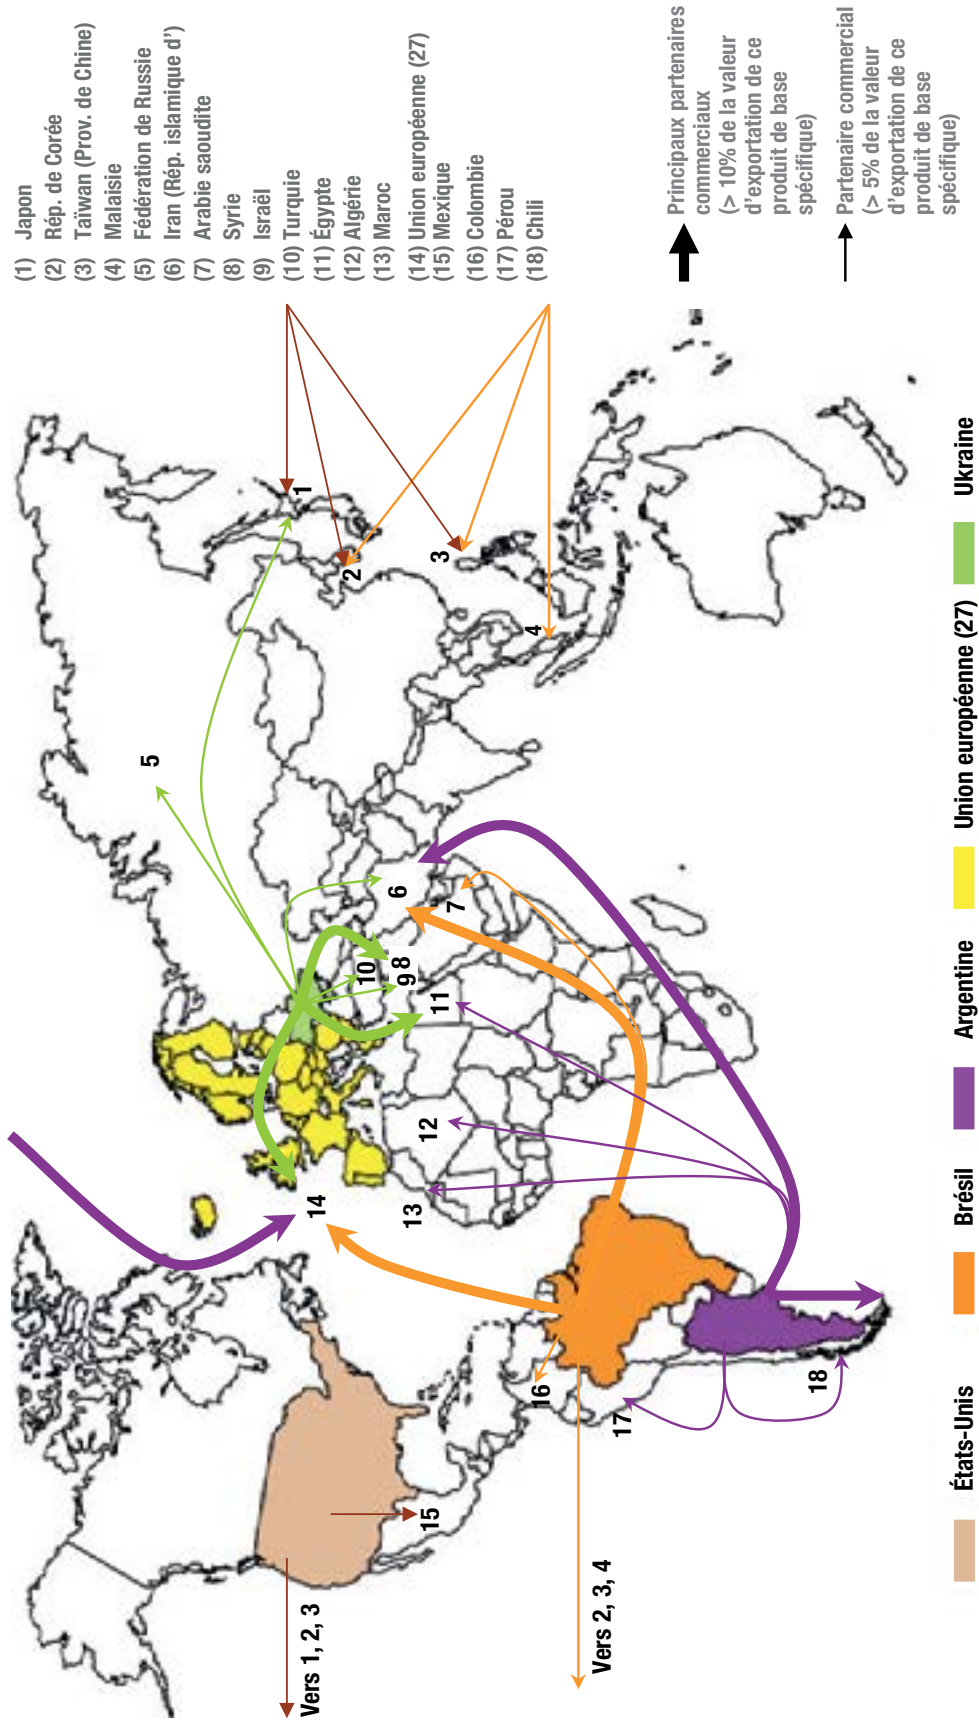 (1) Japon
(2) Rép. de Corée
(3) Taïwan (Prov. de Chine)
(4) Malaisie
(5) Fédération de Russie
(6) Iran (Rép. islamique d')
(7) Arabie saoudite
(8) Syrie
(9) Israël
(10) Turquie
(11) Égypte
(12) Algérie
(13) Maroc
(14) Union européenne (27)
(15) Mexique
(16) Colombie
(17) Pérou
(18) Chili
Principaux partenaires
commerciaux
(> 10% de la valeur
d'exportation de ce
produit de base
spécifique)
Partenaire commercial
(> 5% de la valeur
d'exportation de ce
produit de base
spécifique)
1
2
3
4
5
6
7
8
9
10
11
12
13
14
15
16
17
18
Vers 1, 2, 3
Vers 2, 3, 4
États-Unis
Brésil
Argentine
Union européenne (27)
Ukraine